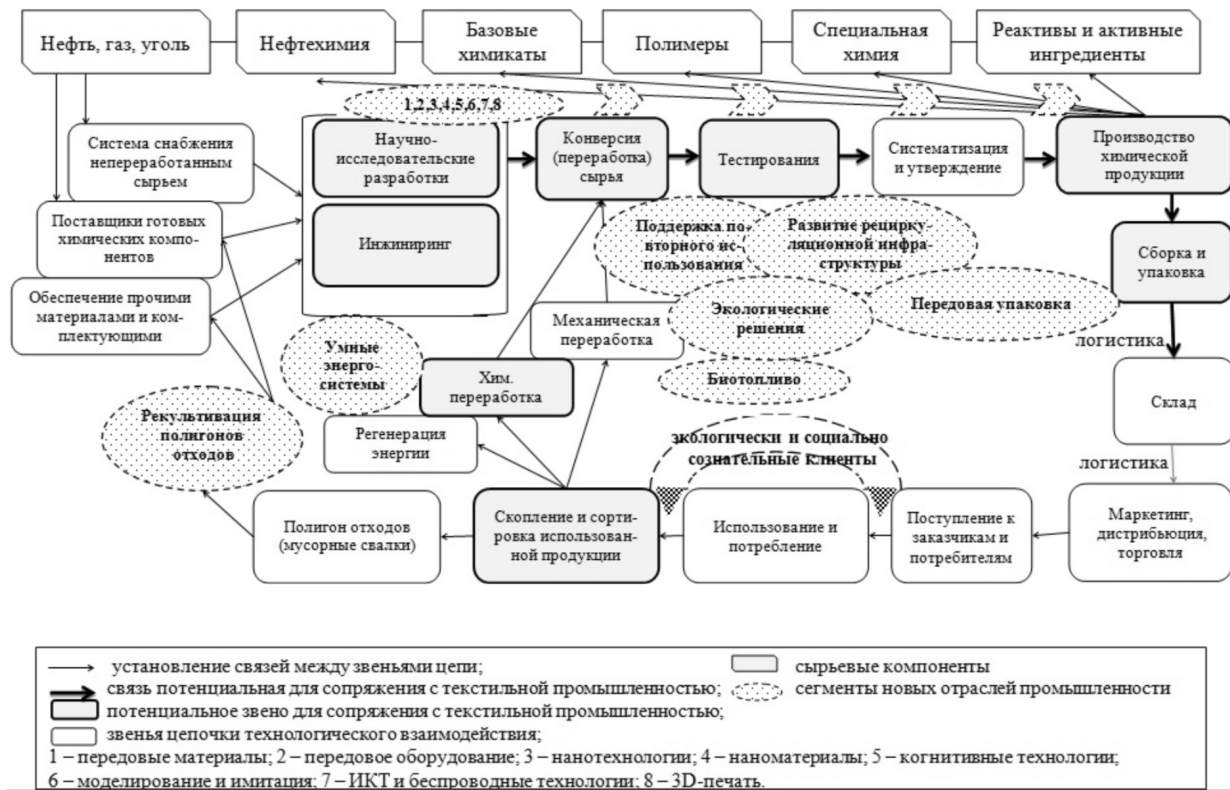 Нефть, газ, уголь
Нефтехимия
Базовые
химикаты
Полимеры
Специальная
химия
Реактивы и активные
ингредиенты
1,2,3,4,5,6,7,8
Система снабжения
непереработанным
сырьем
Научно-
исследовательские
разработки
Конверсия
(переработка)
сырья
Тестирования
Систематизация
и утверждение
Производство
химической
продукции
Поставщики готовых
химических компо-
нентов
Инжиниринг
Поддержка по-
вторного ис-
пользования
Развитие рецирку-
ляционной инфра
структуры
Сборка и
упаковка
Обеспечение прочими
материалами и ком-
плектующими
Механическая
переработка
Экологические
решения
Передовая упаковка
логистика
Умные
энерго-
системы
Хим.
переработка
Биотопливо
Склад
Рекультивация
полигонов
отходов
Регенерация
энергии
экологически и социально
сознательные клиенты
логистика
Полигон отходов
(мусорные свалки)
Скопление и сорти-
ровка использован-
ной продукции
Использование и
потребление
Поступление к
заказчикам и
потребителям
Маркетинг,
дистрибьюция,
торговля
установление связей между звеньями цепи;
сырьевые компоненты
связь потенциальная для сопряжения с текстильной промышленностью;
сегменты новых отраслей промышленности
потенциальное звено для сопряжения с текстильной промышленностью;
звенья цепочки технологического взаимодействия;
1 – передовые материалы; 2 – передовое оборудование; 3 – нанотехнологии; 4 – наноматериалы; 5 – когнитивные технологии;
6 – моделирование и имитация; 7 – ИКТ и беспроводные технологии; 8 – 3D-печать.